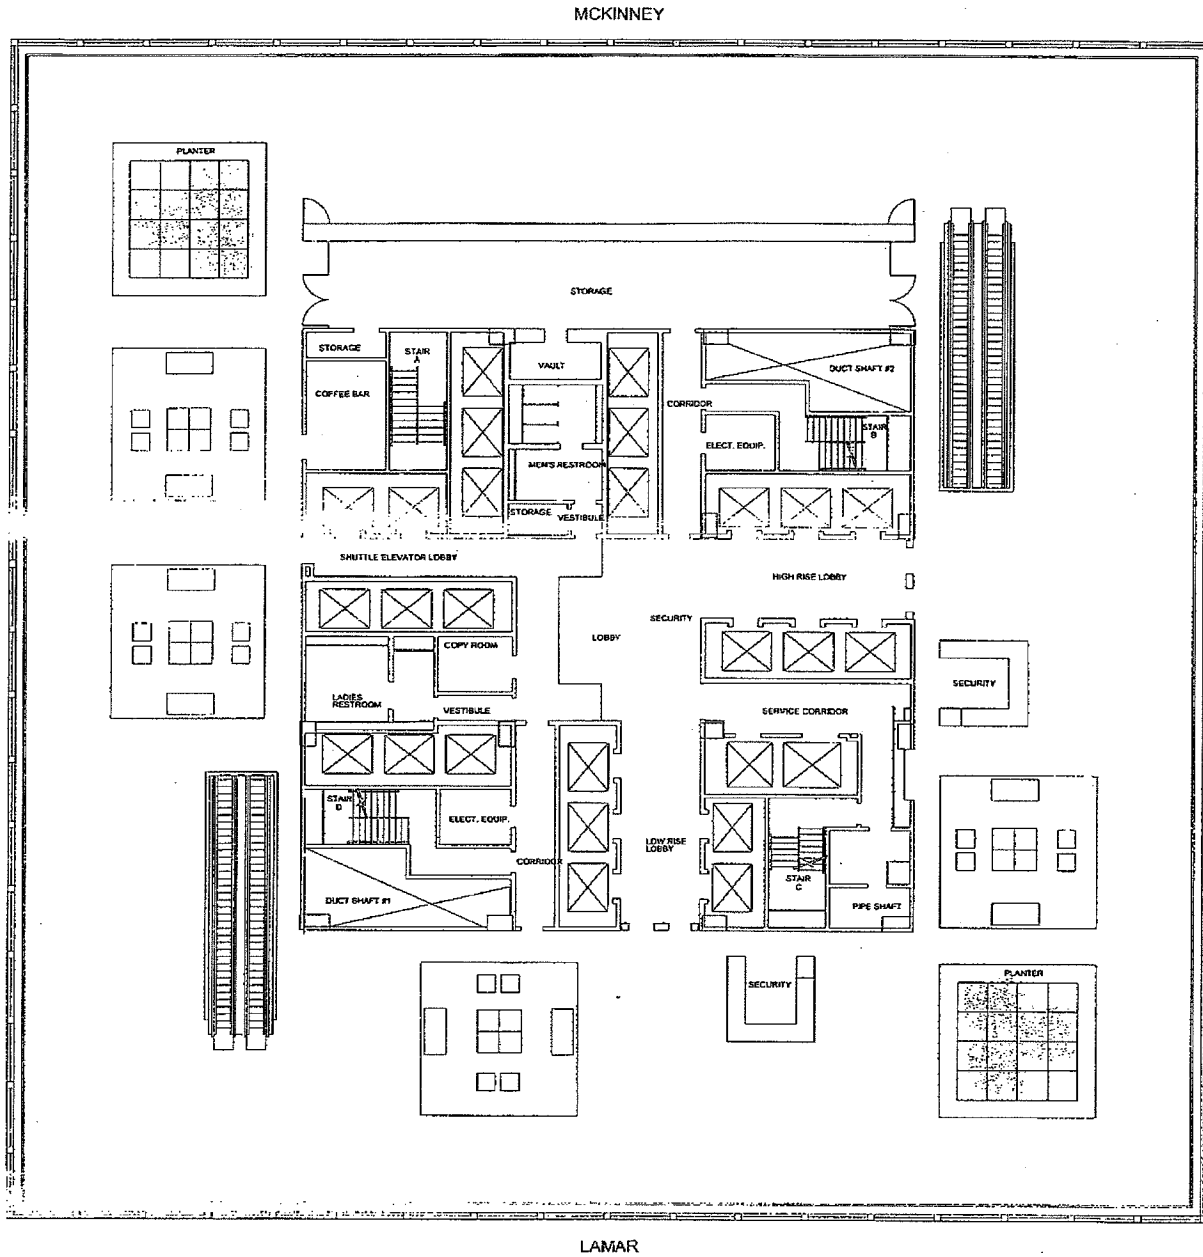 MCKINNEY
PLANTER
STORAGE
STORAGE
STAIR
A
VAULT
DUCT SHAFT #2
COFFEE BAR
CORRIDOR
STAIR
B
ELECT. EQUIP.
MEN'S RESTROOM
STORAGE
VESTIBULE
SHUTTLE ELEVATOR LOBBY
HIGH RISE LOBBY
SECURITY
LOBBY
COPY ROOM
SECURITY
LADIES
RESTROOM
VESTIBULE
SERVICE CORRIDOR
STAIR
D
ELECT. EQUIP.
LOW RISE
LOBBY
CORRIDOR
STAIR
C
DUCT SHAFT #1
PIPE SHAFT
PLANTER
SECURITY
LAMAR